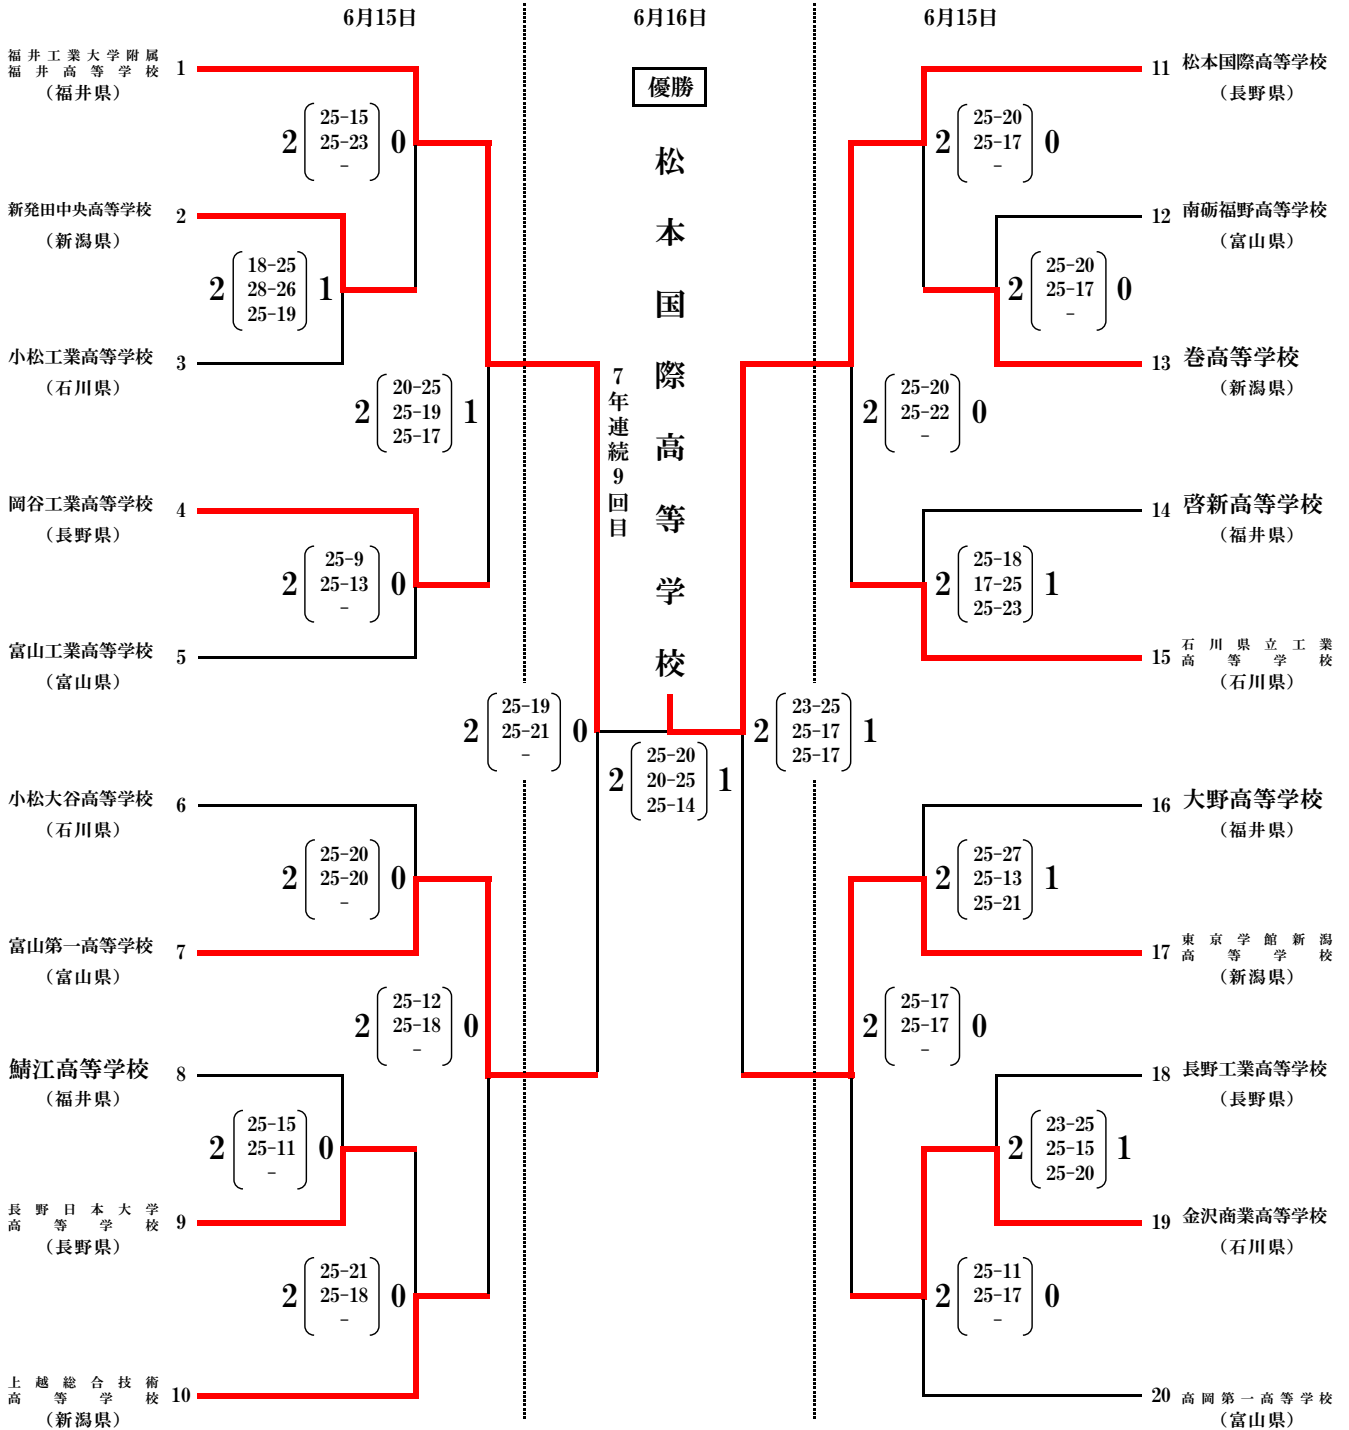 6月15日
6月16日
6月15日
優勝
松本国際高等学校
7年連続9回目
福井工業大学附属
福井高等学校
1
（福井県）
2
25-15
25-23
-
0
新発田中央高等学校
2
（新潟県）
2
18-25
28-26
25-19
1
小松工業高等学校
3
（石川県）
2
20-25
25-19
25-17
1
岡谷工業高等学校
4
（長野県）
2
25-9
25-13
-
0
富山工業高等学校
5
（富山県）
2
25-19
25-21
-
0
小松大谷高等学校
6
（石川県）
2
25-20
25-20
-
0
富山第一高等学校
7
（富山県）
2
25-12
25-18
-
0
鯖江高等学校
8
（福井県）
2
25-15
25-11
-
0
長野日本大学
高等学校
9
（長野県）
2
25-21
25-18
-
0
上越総合技術
高等学校
10
（新潟県）
2
25-20
20-25
25-14
1
11
松本国際高等学校
（長野県）
2
25-20
25-17
-
0
12
南砺福野高等学校
（富山県）
2
25-20
25-17
-
0
13
巻高等学校
（新潟県）
2
25-20
25-22
-
0
14
啓新高等学校
（福井県）
2
25-18
17-25
25-23
1
15
石川県立工業
高等学校
（石川県）
2
23-25
25-17
25-17
1
16
大野高等学校
（福井県）
2
25-27
25-13
25-21
1
17
東京学館新潟
高等学校
（新潟県）
2
25-17
25-17
-
0
18
長野工業高等学校
（長野県）
2
23-25
25-15
25-20
1
19
金沢商業高等学校
（石川県）
2
25-11
25-17
-
0
20
高岡第一高等学校
（富山県）